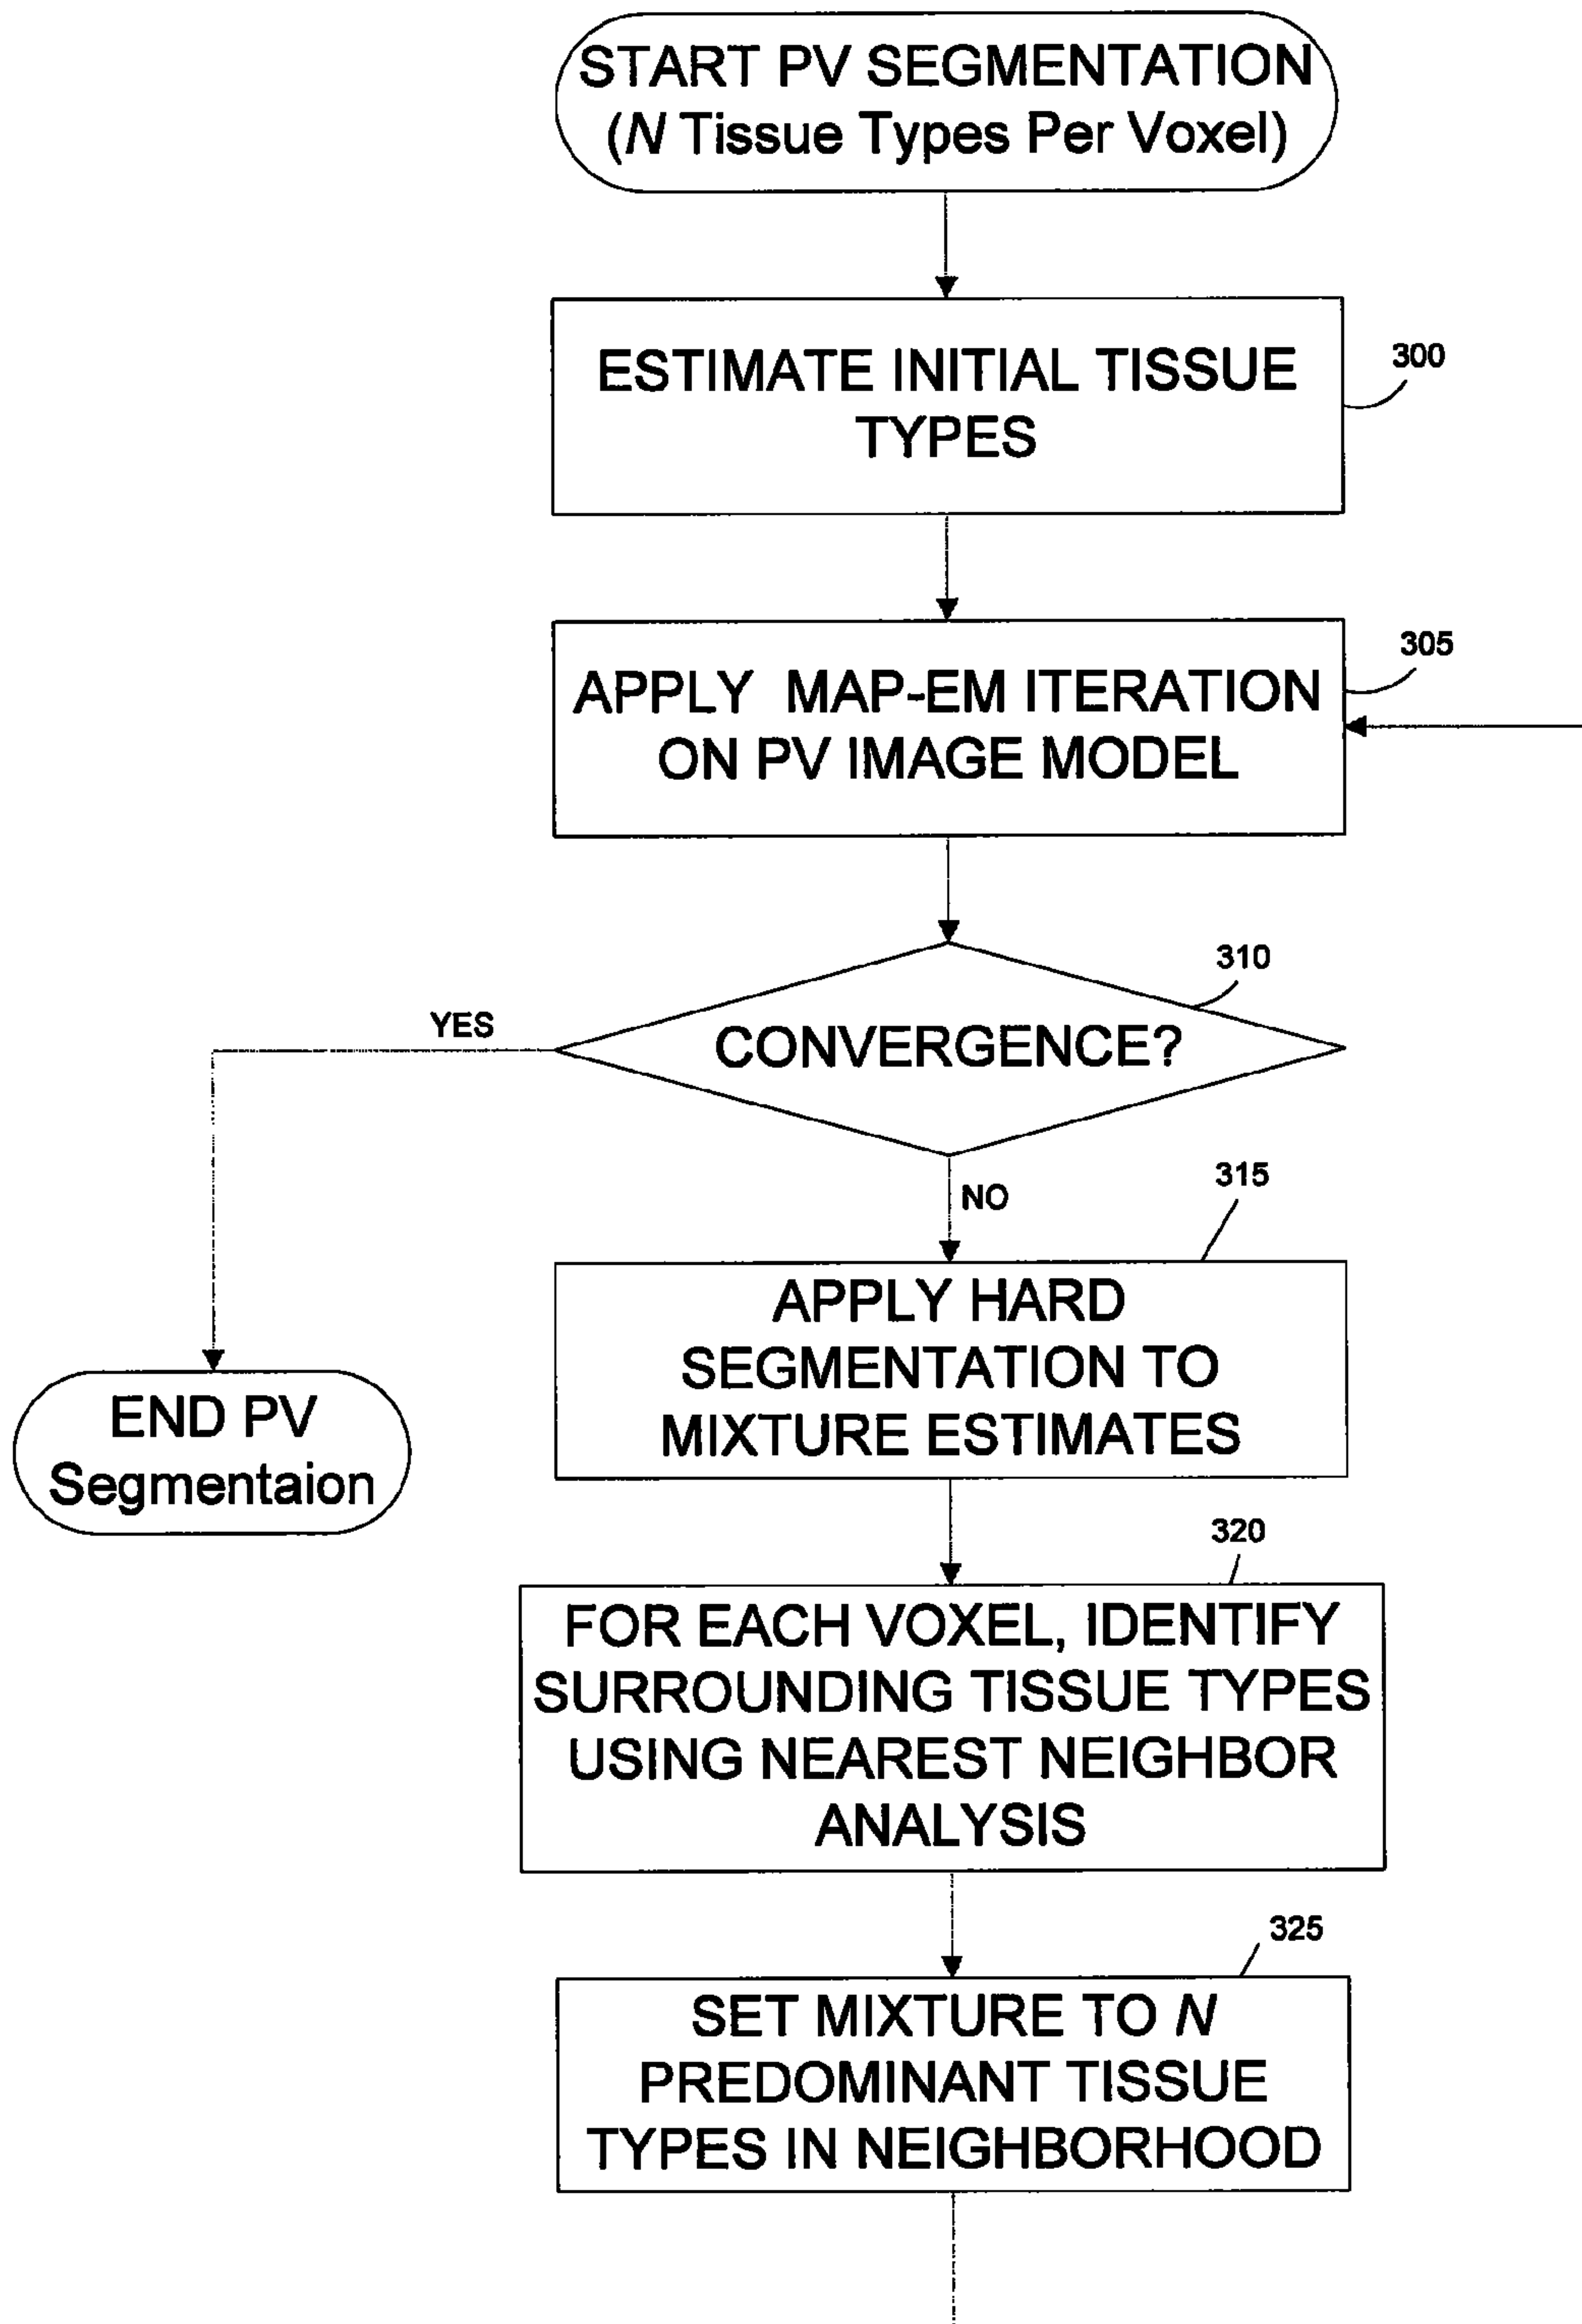 START PV SEGMENTATION
(N Tissue Types Per Voxel)
ESTIMATE INITIAL TISSUE
TYPES
300
APPLY MAP-EM ITERATION
ON PV IMAGE MODEL
305
310
CONVERGENCE?
YES
NO
315
APPLY HARD
SEGMENTATION TO
MIXTURE ESTIMATES
END PV
Segmentaion
320
FOR EACH VOXEL, IDENTIFY
SURROUNDING TISSUE TYPES
USING NEAREST NEIGHBOR
ANALYSIS
325
SET MIXTURE TO N
PREDOMINANT TISSUE
TYPES IN NEIGHBORHOOD